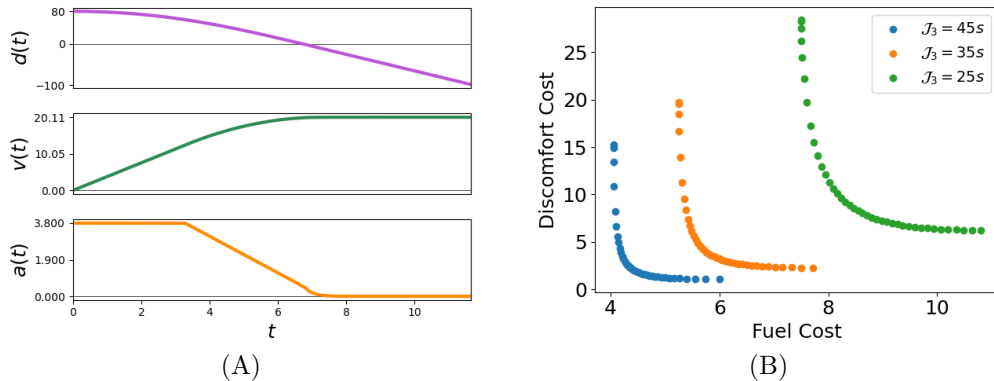 80
0
−100
d(t)
20.11
10.05
0.00
v(t)
3.800
1.900
0.000
a(t)
0 2 4 6 8 10
t
(A)
25
20
15
10
5
0
Discomfort Cost
𝒥₃ = 45s
𝒥₃ = 35s
𝒥₃ = 25s
4 6 8 10
Fuel Cost
(B)